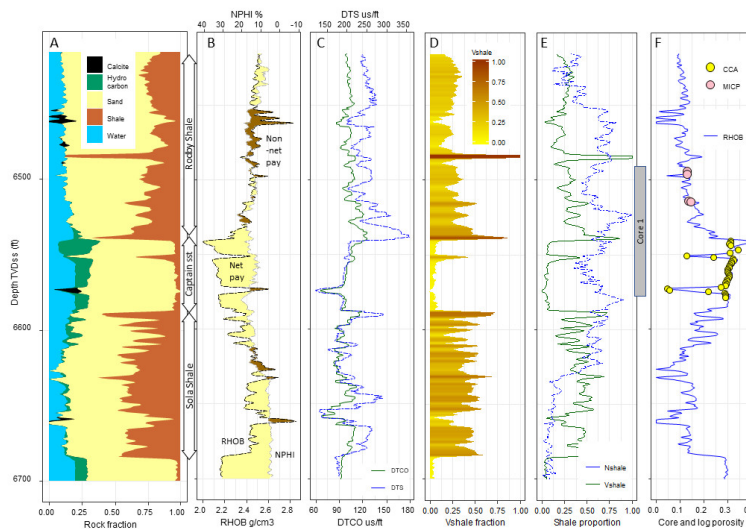 NPHI %
40 30 20 10 0 -10
DTS us/ft
100 150 200 250 300 350
A
B
C
D
E
F
Calcite
Hydro
carbon
Sand
Shale
Water
Vshale
1.00
0.75
0.50
0.25
0.00
CCA
MICP
RHOB
Rodby Shale
Non
-net
pay
Core 1
6500
Depth TVDss (ft)
Captain sst
Net
pay
6600
Sola Shale
RHOB
NPHI
DTCO
DTS
Nshale
Vshale
6700
0.00 0.25 0.50 0.75 1.00
Rock fraction
2.0 2.2 2.4 2.6 2.8
RHOB g/cm3
50 100 150 200
DTCO us/ft
0.00 0.25 0.50 0.75 1.00
Vshale fraction
0.00 0.25 0.50 0.75 1.00
Shale proportion
0.0 0.1 0.2 0.3
Core and log porosity